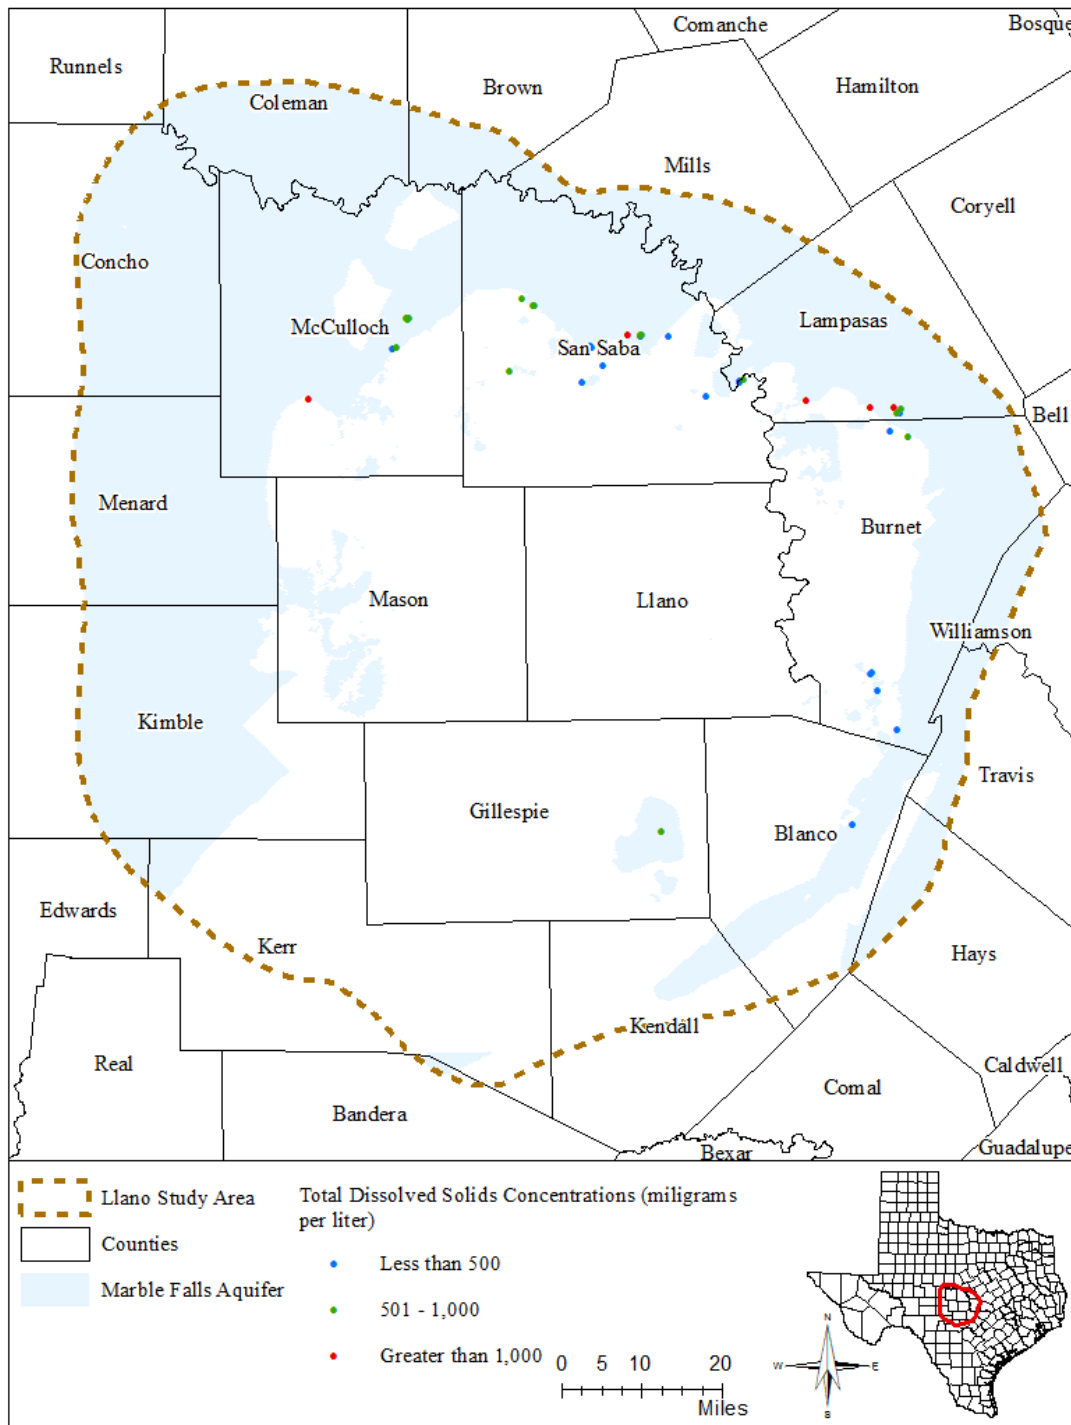 Comanche
Bosque
Runnels
Brown
Hamilton
Coleman
Mills
Coryell
Concho
McCulloch
San Saba
Lampasas
Bell
Menard
Burnet
Mason
Llano
Williamson
Kimble
Travis
Gillespie
Blanco
Edwards
Kerr
Hays
Kendall
Real
Caldwell
Comal
Bandera
Guadalupe
Bexar
Llano Study Area
Counties
Marble Falls Aquifer
Total Dissolved Solids Concentrations (miligrams
per liter)
Less than 500
501 - 1,000
Greater than 1,000
0 5 10 20
Miles
N
W E
S